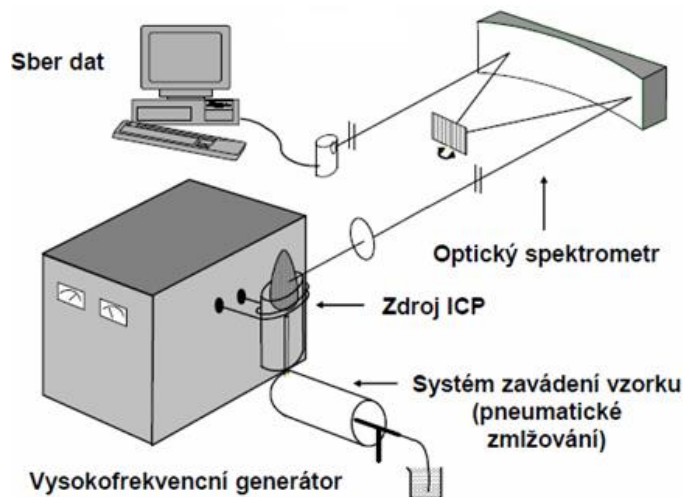 Sber dat
Optický spektrometr
Zdroj ICP
Systém zavádení vzorku
(pneumatické
zmlžování)
Vysokofrekvencní generátor